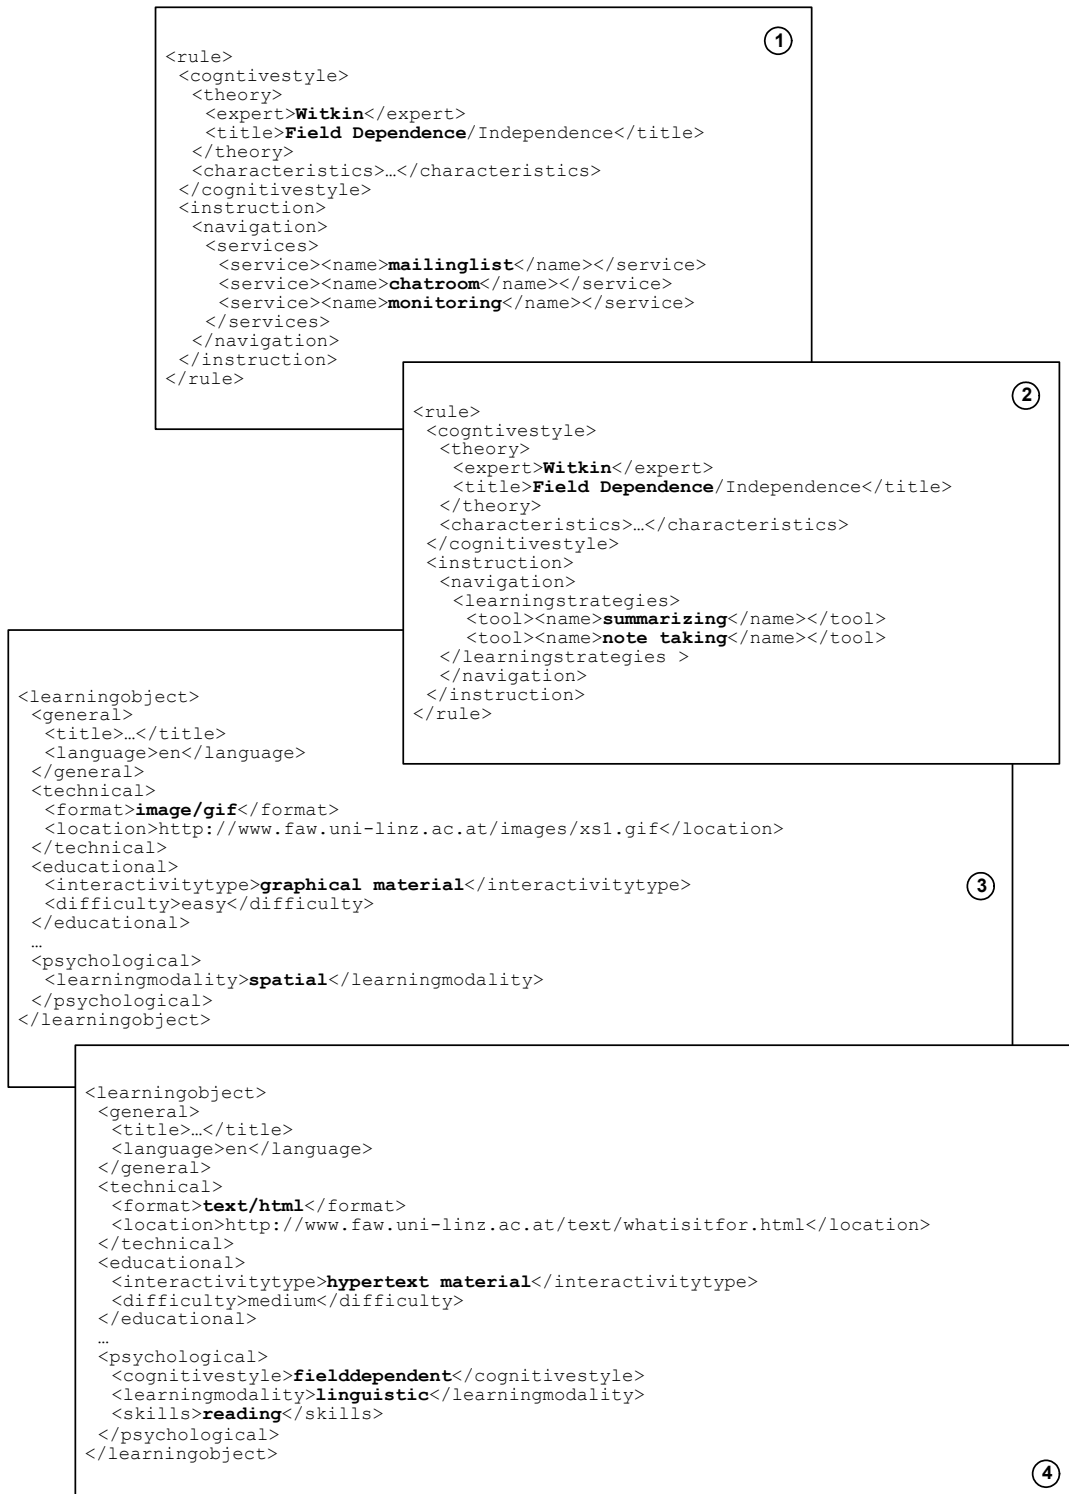 1
<rule>
<cogntivestyle>
<theory>
<expert>Witkin</expert>
<title>Field Dependence/Independence</title>
</theory>
<characteristics>…</characteristics>
</cognitivestyle>
<instruction>
<navigation>
<services>
<service><name>mailinglist</name></service>
<service><name>chatroom</name></service>
<service><name>monitoring</name></service>
</services>
</navigation>
</instruction>
</rule>
2
<rule>
<cogntivestyle>
<theory>
<expert>Witkin</expert>
<title>Field Dependence/Independence</title>
</theory>
<characteristics>…</characteristics>
</cognitivestyle>
<instruction>
<navigation>
<learningstrategies>
<tool><name>summarizing</name></tool>
<tool><name>note taking</name></tool>
</learningstrategies >
</navigation>
</instruction>
</rule>
<learningobject>
<general>
<title>…</title>
<language>en</language>
</general>
<technical>
<format>image/gif</format>
<location>http://www.faw.uni-linz.ac.at/images/xs1.gif</location>
</technical>
<educational>
<interactivitytype>graphical material</interactivitytype>
3
<difficulty>easy</difficulty>
</educational>
…
<psychological>
<learningmodality>spatial</learningmodality>
</psychological>
</learningobject>
<learningobject>
<general>
<title>…</title>
<language>en</language>
</general>
<technical>
<format>text/html</format>
<location>http://www.faw.uni-linz.ac.at/text/whatisitfor.html</location>
</technical>
<educational>
<interactivitytype>hypertext material</interactivitytype>
<difficulty>medium</difficulty>
</educational>
…
<psychological>
<cognitivestyle>fielddependent</cognitivestyle>
<learningmodality>linguistic</learningmodality>
<skills>reading</skills>
</psychological>
</learningobject>
4